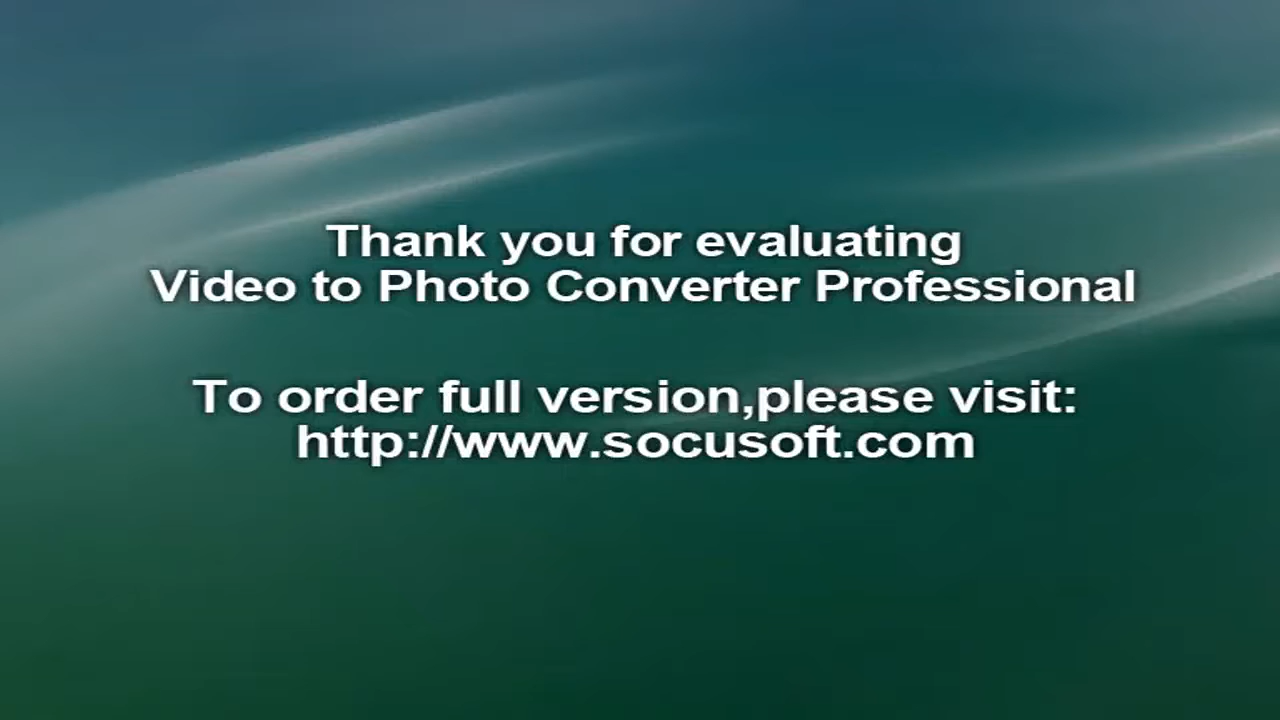 Thank you for evaluating
Video to Photo Converter Professional
To order full version,please visit:
http://www.socusoft.com